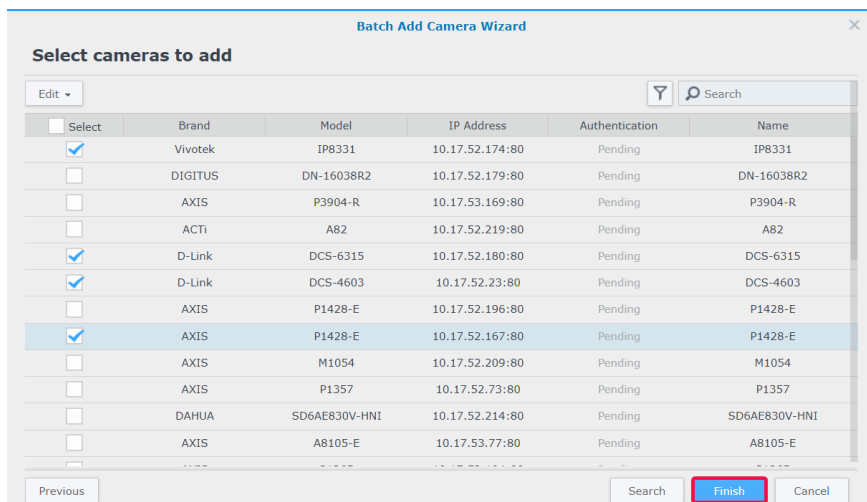 Batch Add Camera Wizard
Select cameras to add
Edit
Search
Select Brand Model IP Address Authentication Name
Vivotek IP8331 10.17.52.174:80 Pending IP8331
DIGITUS DN-16038R2 10.17.52.179:80 Pending DN-16038R2
AXIS P3904-R 10.17.53.169:80 Pending P3904-R
ACTi A82 10.17.52.219:80 Pending A82
D-Link DCS-6315 10.17.52.180:80 Pending DCS-6315
D-Link DCS-4603 10.17.52.23:80 Pending DCS-4603
AXIS P1428-E 10.17.52.196:80 Pending P1428-E
AXIS P1428-E 10.17.52.167:80 Pending P1428-E
AXIS M1054 10.17.52.209:80 Pending M1054
AXIS P1357 10.17.52.73:80 Pending P1357
DAHUA SD6AE830V-HNI 10.17.52.214:80 Pending SD6AE830V-HNI
AXIS A8105-E 10.17.53.77:80 Pending A8105-E
Previous Search Finish Cancel